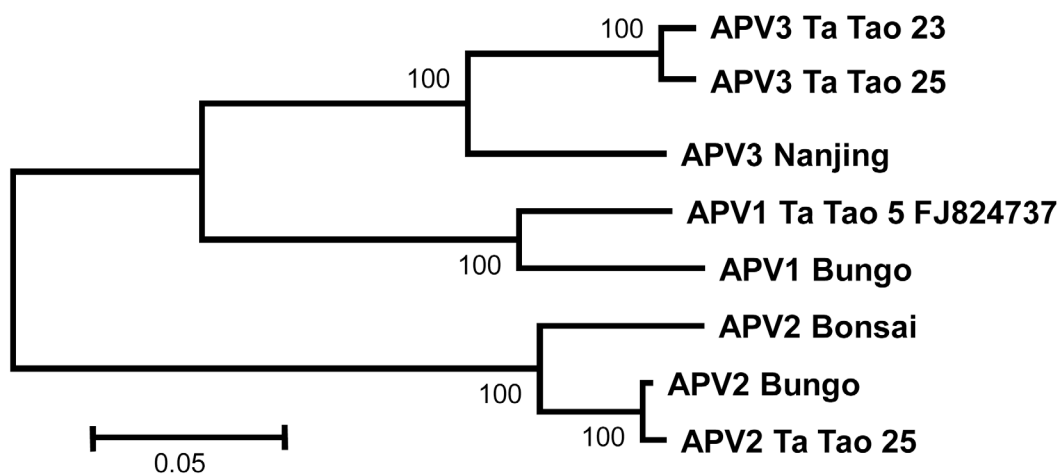 100
APV3 Ta Tao 23
100
APV3 Ta Tao 25
APV3 Nanjing
APV1 Ta Tao 5 FJ824737
100
APV1 Bungo
APV2 Bonsai
100
APV2 Bungo
100
APV2 Ta Tao 25
0.05